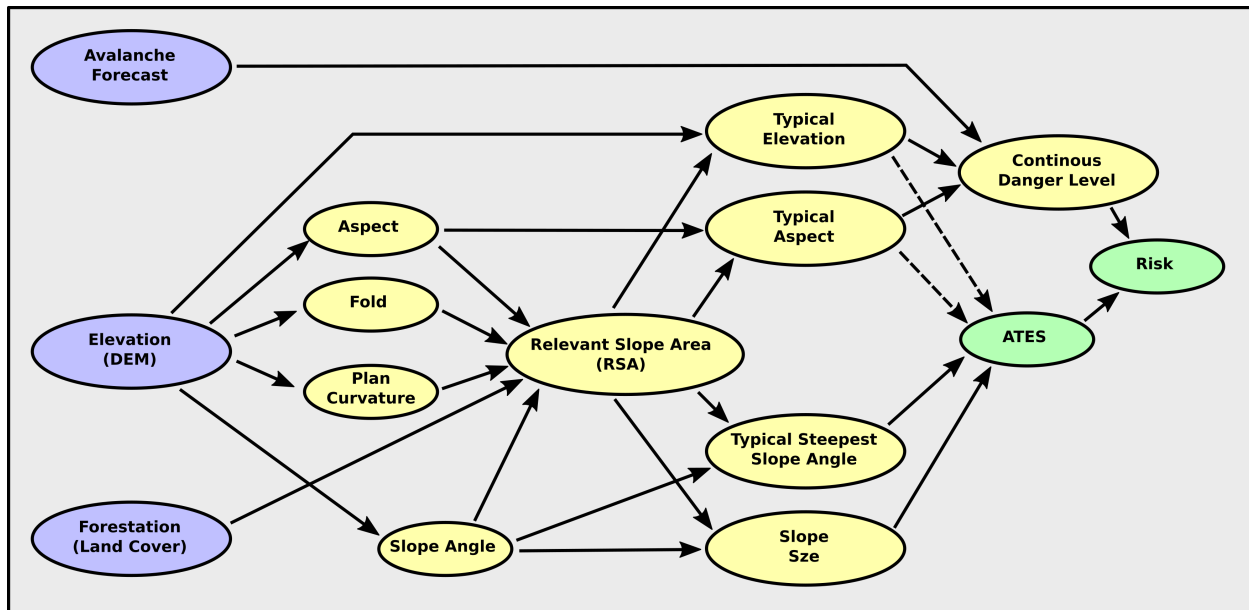 Avalanche
Forecast
Typical
Elevation
Continous
Danger Level
Aspect
Typical
Aspect
Risk
Fold
Elevation
(DEM)
Relevant Slope Area
(RSA)
ATES
Plan
Curvature
Typical Steepest
Slope Angle
Forestation
(Land Cover)
Slope Angle
Slope
Sze